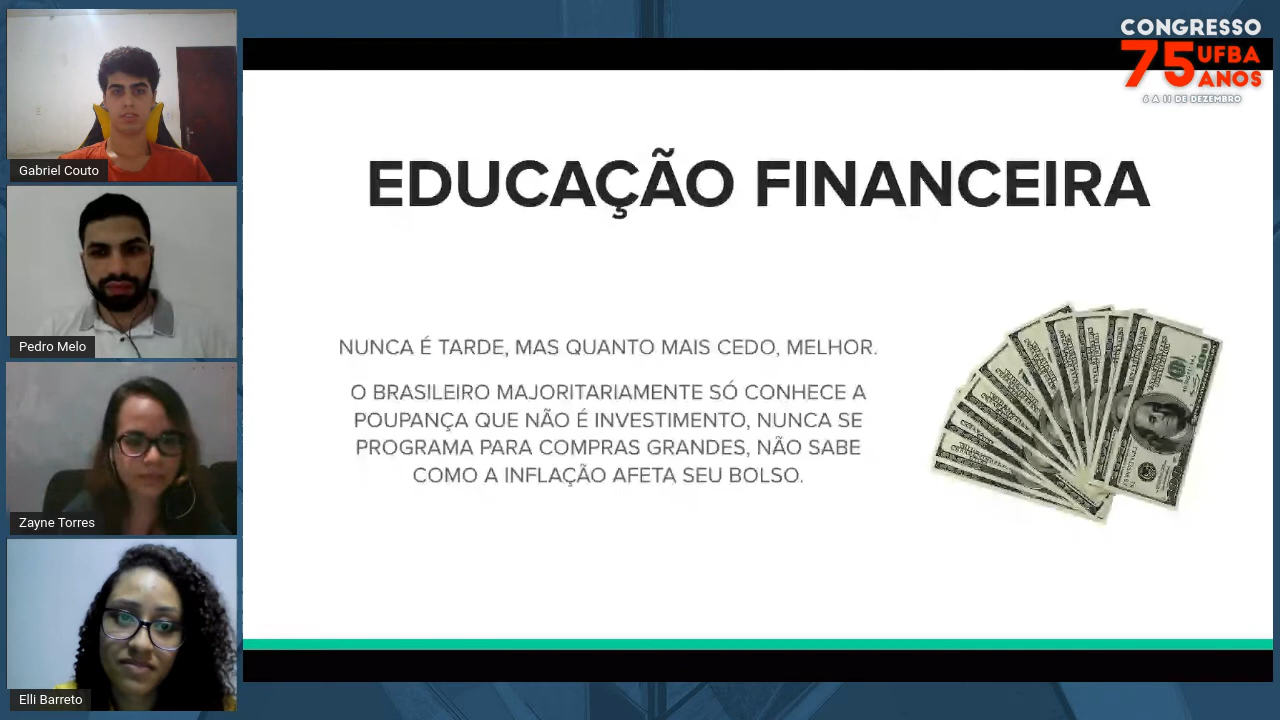 CONGRESSO
75 UFBA
ANOS
6 A 11 DE DEZEMBRO
EDUCAÇÃO FINANCEIRA
NUNCA É TARDE, MAS QUANTO MAIS CEDO, MELHOR.
O BRASILEIRO MAJORITARIAMENTE SÓ CONHECE A
POUPANÇA QUE NÃO É INVESTIMENTO, NUNCA SE
PROGRAMA PARA COMPRAS GRANDES, NÃO SABE
COMO A INFLAÇÃO AFETA SEU BOLSO.
Gabriel Couto
Pedro Melo
Zayne Torres
Elli Barreto